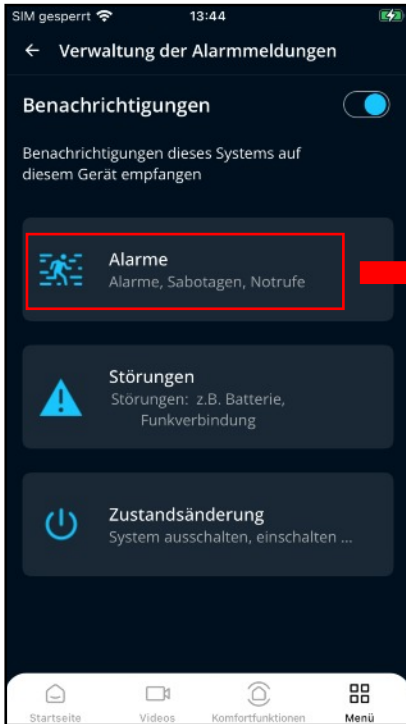 SIM gesperrt 13:44
← Verwaltung der Alarmmeldungen
Benachrichtigungen
Benachrichtigungen dieses Systems auf
diesem Gerät empfangen
Alarme
Alarme, Sabotagen, Notrufe
Störungen
Störungen: z.B. Batterie,
Funkverbindung
Zustandsänderung
System ausschalten, einschalten ...
Startseite Videos Komfortfunktionen Menü